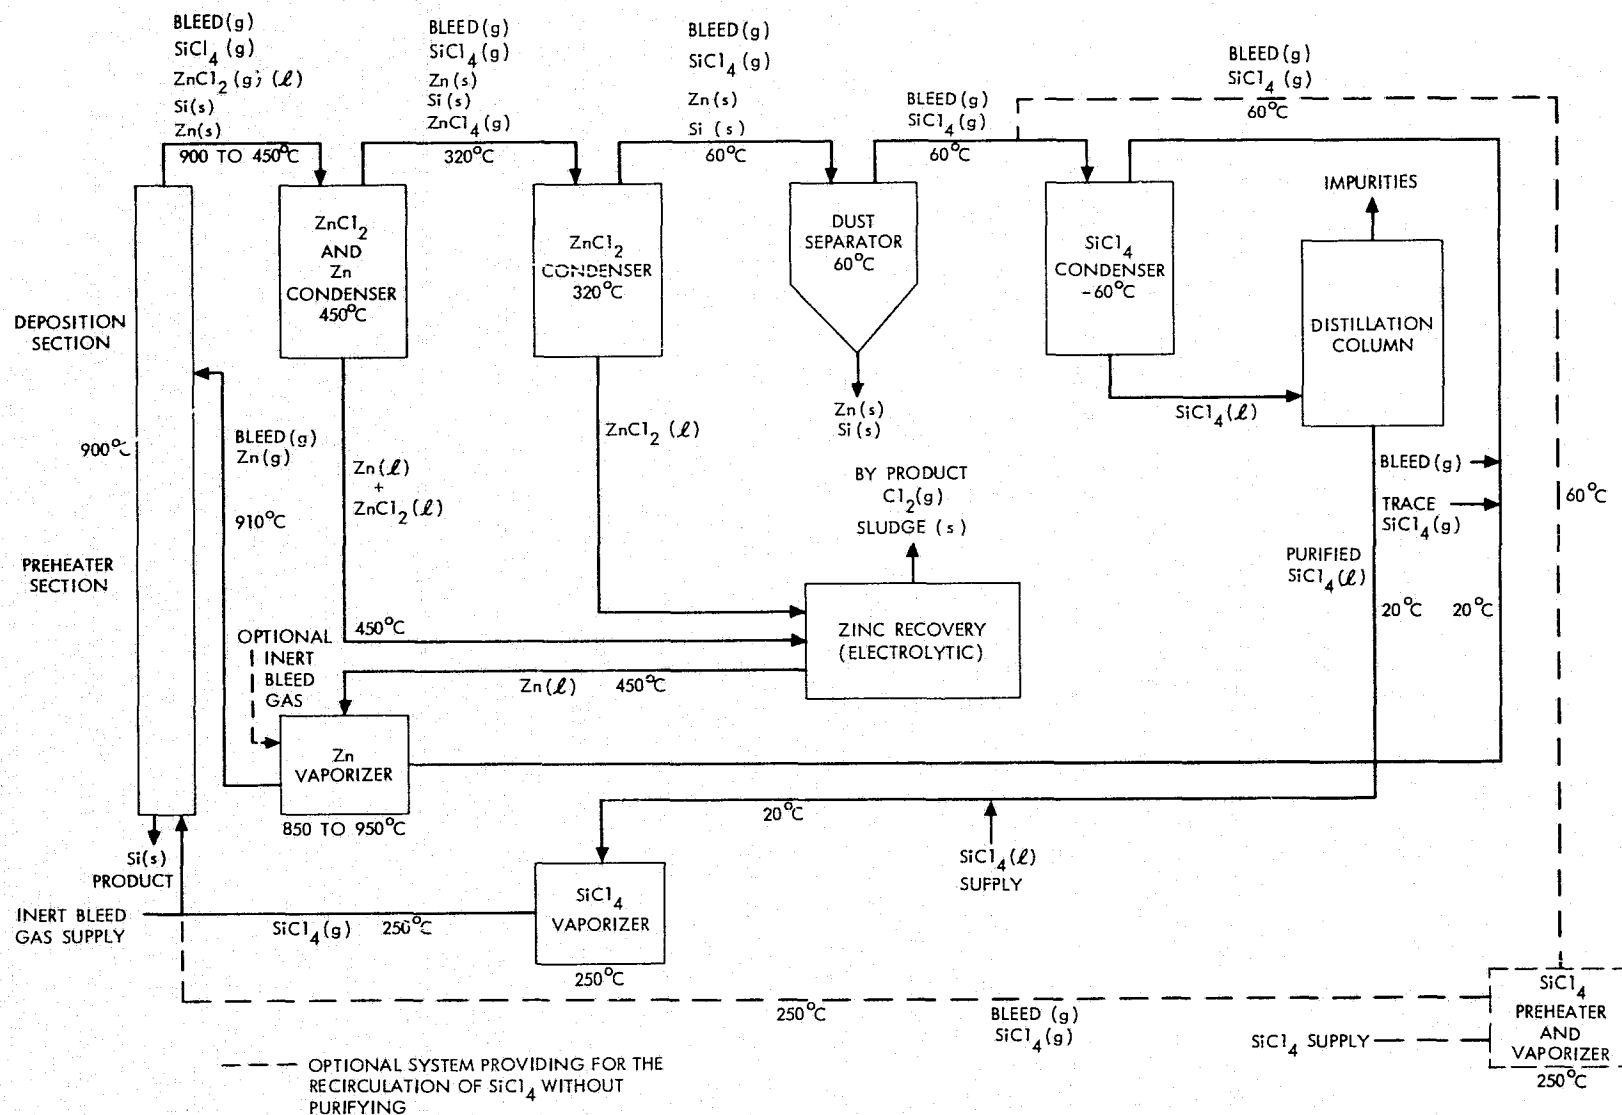 BLEED(g)
SiCl4(g)
ZnCl2(g); (ℓ)
Si(s)
Zn(s)
900 TO 450°C
BLEED(g)
SiCl4(g)
Zn(s)
Si(s)
ZnCl4(g)
320°C
BLEED(g)
SiCl4(g)
Zn(s)
Si (s)
60°C
BLEED(g)
SiCl4(g)
60°C
BLEED(g)
SiCl4(g)
60°C
ZnCl2
AND
Zn
CONDENSER
450°C
ZnCl2
CONDENSER
320°C
DUST
SEPARATOR
60°C
SiCl4
CONDENSER
-60°C
IMPURITIES
DISTILLATION
COLUMN
DEPOSITION
SECTION
900°C
PREHEATER
SECTION
BLEED(g)
Zn(g)
910°C
Zn(ℓ)
+
ZnCl2(ℓ)
ZnCl2(ℓ)
Zn(s)
Si(s)
SiCl4(ℓ)
BY PRODUCT
Cl2(g)
SLUDGE (s)
BLEED(g)
TRACE
SiCl4(g)
60°C
PURIFIED
SiCl4(ℓ)
20°C
20°C
450°C
ZINC RECOVERY
(ELECTROLYTIC)
OPTIONAL
INERT
BLEED
GAS
Zn(ℓ) 450°C
Zn
VAPORIZER
850 TO 950°C
20°C
SiCl4(ℓ)
SUPPLY
Si(s)
PRODUCT
INERT BLEED
GAS SUPPLY
SiCl4(g) 250°C
SiCl4
VAPORIZER
250°C
250°C
BLEED (g)
SiCl4(g)
SiCl4 SUPPLY
SiCl4
PREHEATER
AND
VAPORIZER
250°C
OPTIONAL SYSTEM PROVIDING FOR THE
RECIRCULATION OF SiCl4 WITHOUT
PURIFYING